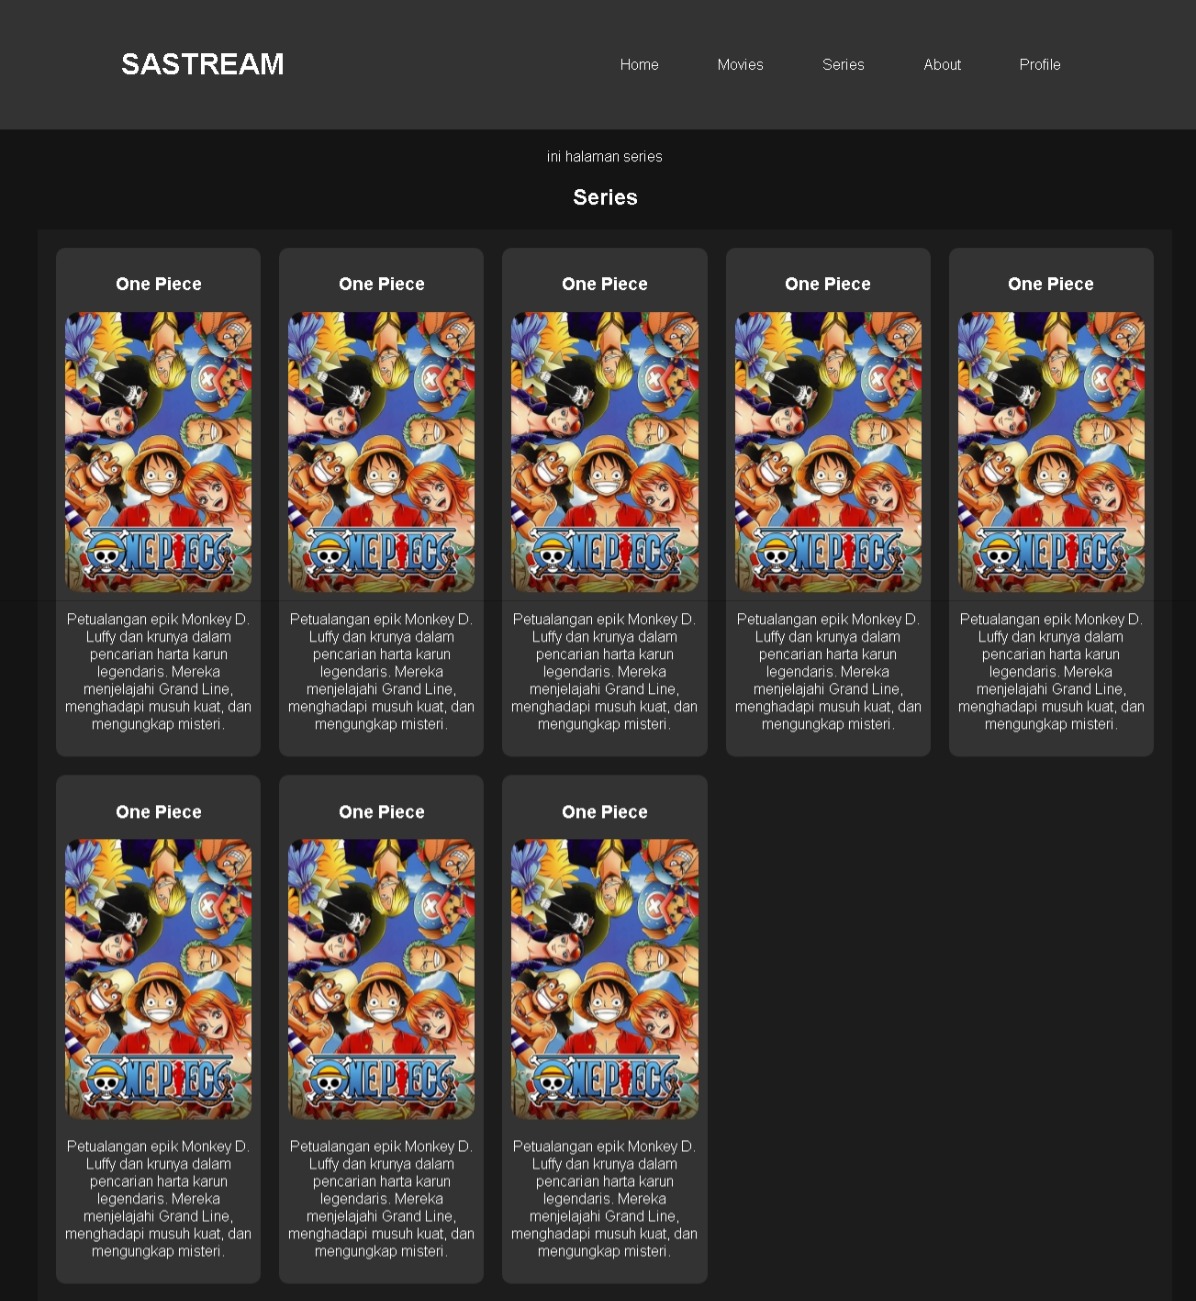 SASTREAM
Home Movies Series About Profile
ini halaman series
Series
One Piece
ONE PIECE
Petualangan epik Monkey D.
Luffy dan krunya dalam
pencarian harta karun
legendaris. Mereka
menjelajahi Grand Line,
menghadapi musuh kuat, dan
mengungkap misteri.
One Piece
ONE PIECE
Petualangan epik Monkey D.
Luffy dan krunya dalam
pencarian harta karun
legendaris. Mereka
menjelajahi Grand Line,
menghadapi musuh kuat, dan
mengungkap misteri.
One Piece
ONE PIECE
Petualangan epik Monkey D.
Luffy dan krunya dalam
pencarian harta karun
legendaris. Mereka
menjelajahi Grand Line,
menghadapi musuh kuat, dan
mengungkap misteri.
One Piece
ONE PIECE
Petualangan epik Monkey D.
Luffy dan krunya dalam
pencarian harta karun
legendaris. Mereka
menjelajahi Grand Line,
menghadapi musuh kuat, dan
mengungkap misteri.
One Piece
ONE PIECE
Petualangan epik Monkey D.
Luffy dan krunya dalam
pencarian harta karun
legendaris. Mereka
menjelajahi Grand Line,
menghadapi musuh kuat, dan
mengungkap misteri.
One Piece
ONE PIECE
Petualangan epik Monkey D.
Luffy dan krunya dalam
pencarian harta karun
legendaris. Mereka
menjelajahi Grand Line,
menghadapi musuh kuat, dan
mengungkap misteri.
One Piece
ONE PIECE
Petualangan epik Monkey D.
Luffy dan krunya dalam
pencarian harta karun
legendaris. Mereka
menjelajahi Grand Line,
menghadapi musuh kuat, dan
mengungkap misteri.
One Piece
ONE PIECE
Petualangan epik Monkey D.
Luffy dan krunya dalam
pencarian harta karun
legendaris. Mereka
menjelajahi Grand Line,
menghadapi musuh kuat, dan
mengungkap misteri.